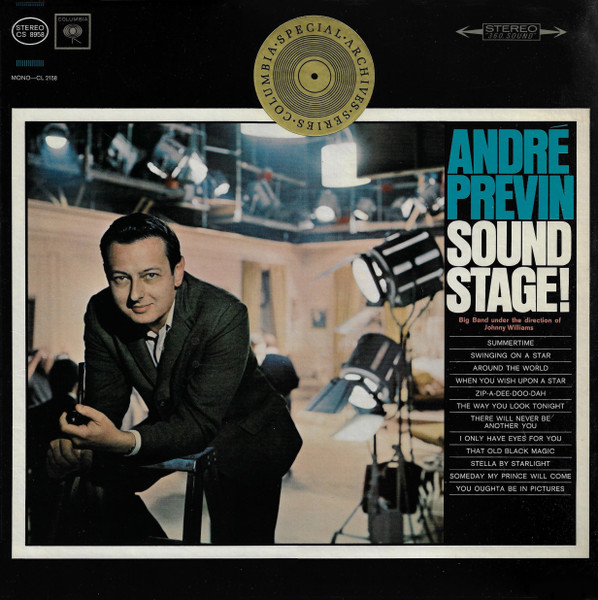 STEREO
CS 8958
COLUMBIA
MONO—CL 2158
COLUMBIA·SPECIAL·ARCHIVES·SERIES·
STEREO
"360 SOUND"
ANDRÉ
PREVIN
SOUND
STAGE!
Big Band under the direction of
Johnny Williams
SUMMERTIME
SWINGING ON A STAR
AROUND THE WORLD
WHEN YOU WISH UPON A STAR
ZIP-A-DEE-DOO-DAH
THE WAY YOU LOOK TONIGHT
THERE WILL NEVER BE
ANOTHER YOU
I ONLY HAVE EYES FOR YOU
THAT OLD BLACK MAGIC
STELLA BY STARLIGHT
SOMEDAY MY PRINCE WILL COME
YOU OUGHTA BE IN PICTURES